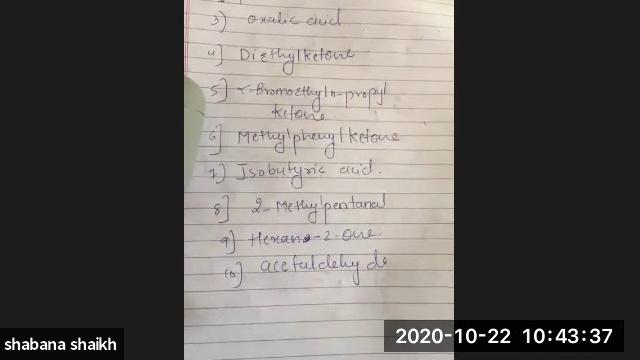 3) oxalic acid
4] Diethylketone
5] α-Bromoethyl n-propyl
ketone
6] Methylphenylketone
7) Isobutyric acid.
8] 2-Methylpentanal
9) Hexan-2-one.
10] acetaldehyde
shabana shaikh
2020-10-22 10:43:37